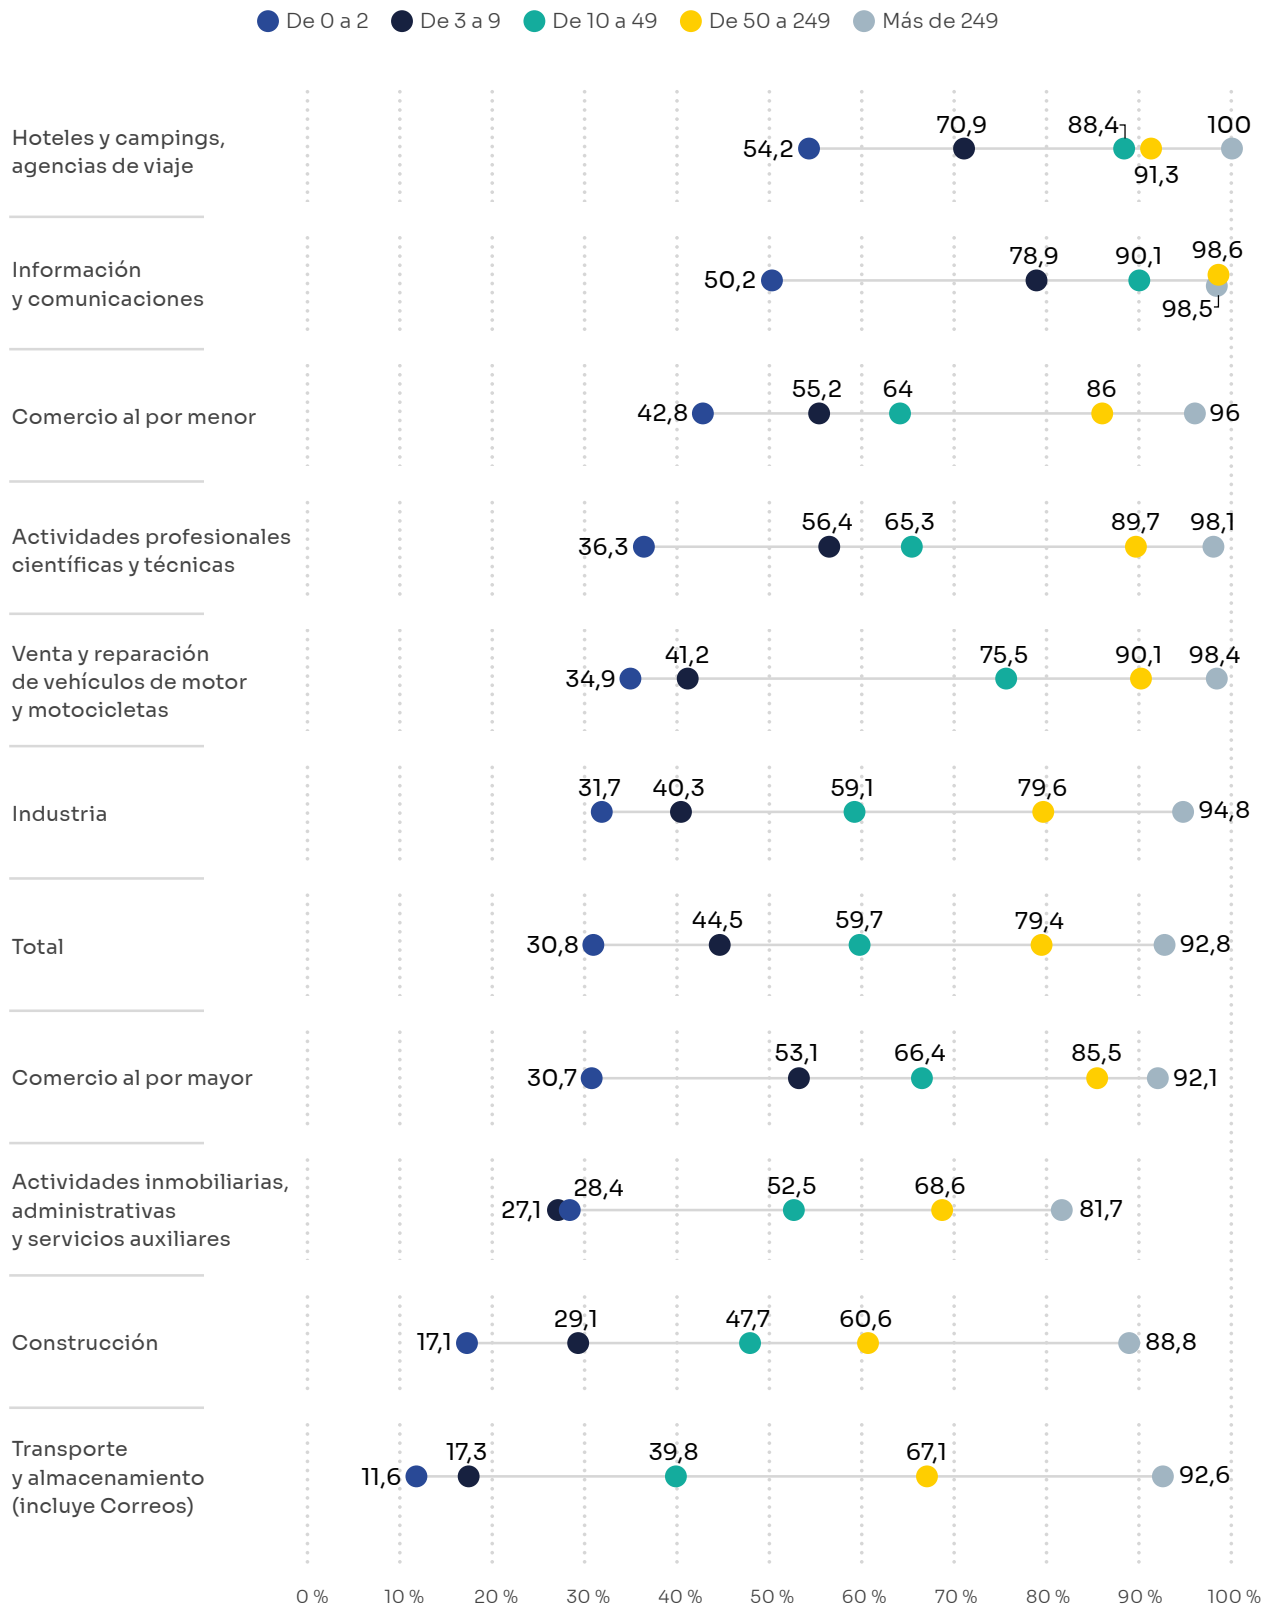 De 0 a 2 De 3 a 9 De 10 a 49 De 50 a 249 Más de 249
Hoteles y campings,
agencias de viaje
54,2 70,9 88,4 91,3 100
Información
y comunicaciones
50,2 78,9 90,1 98,6 98,5
Comercio al por menor
42,8 55,2 64 86 96
Actividades profesionales
científicas y técnicas
36,3 56,4 65,3 89,7 98,1
Venta y reparación
de vehículos de motor
y motocicletas
34,9 41,2 75,5 90,1 98,4
Industria
31,7 40,3 59,1 79,6 94,8
Total
30,8 44,5 59,7 79,4 92,8
Comercio al por mayor
30,7 53,1 66,4 85,5 92,1
Actividades inmobiliarias,
administrativas
y servicios auxiliares
27,1 28,4 52,5 68,6 81,7
Construcción
17,1 29,1 47,7 60,6 88,8
Transporte
y almacenamiento
(incluye Correos)
11,6 17,3 39,8 67,1 92,6
0 % 10 % 20 % 30 % 40 % 50 % 60 % 70 % 80 % 90 % 100 %